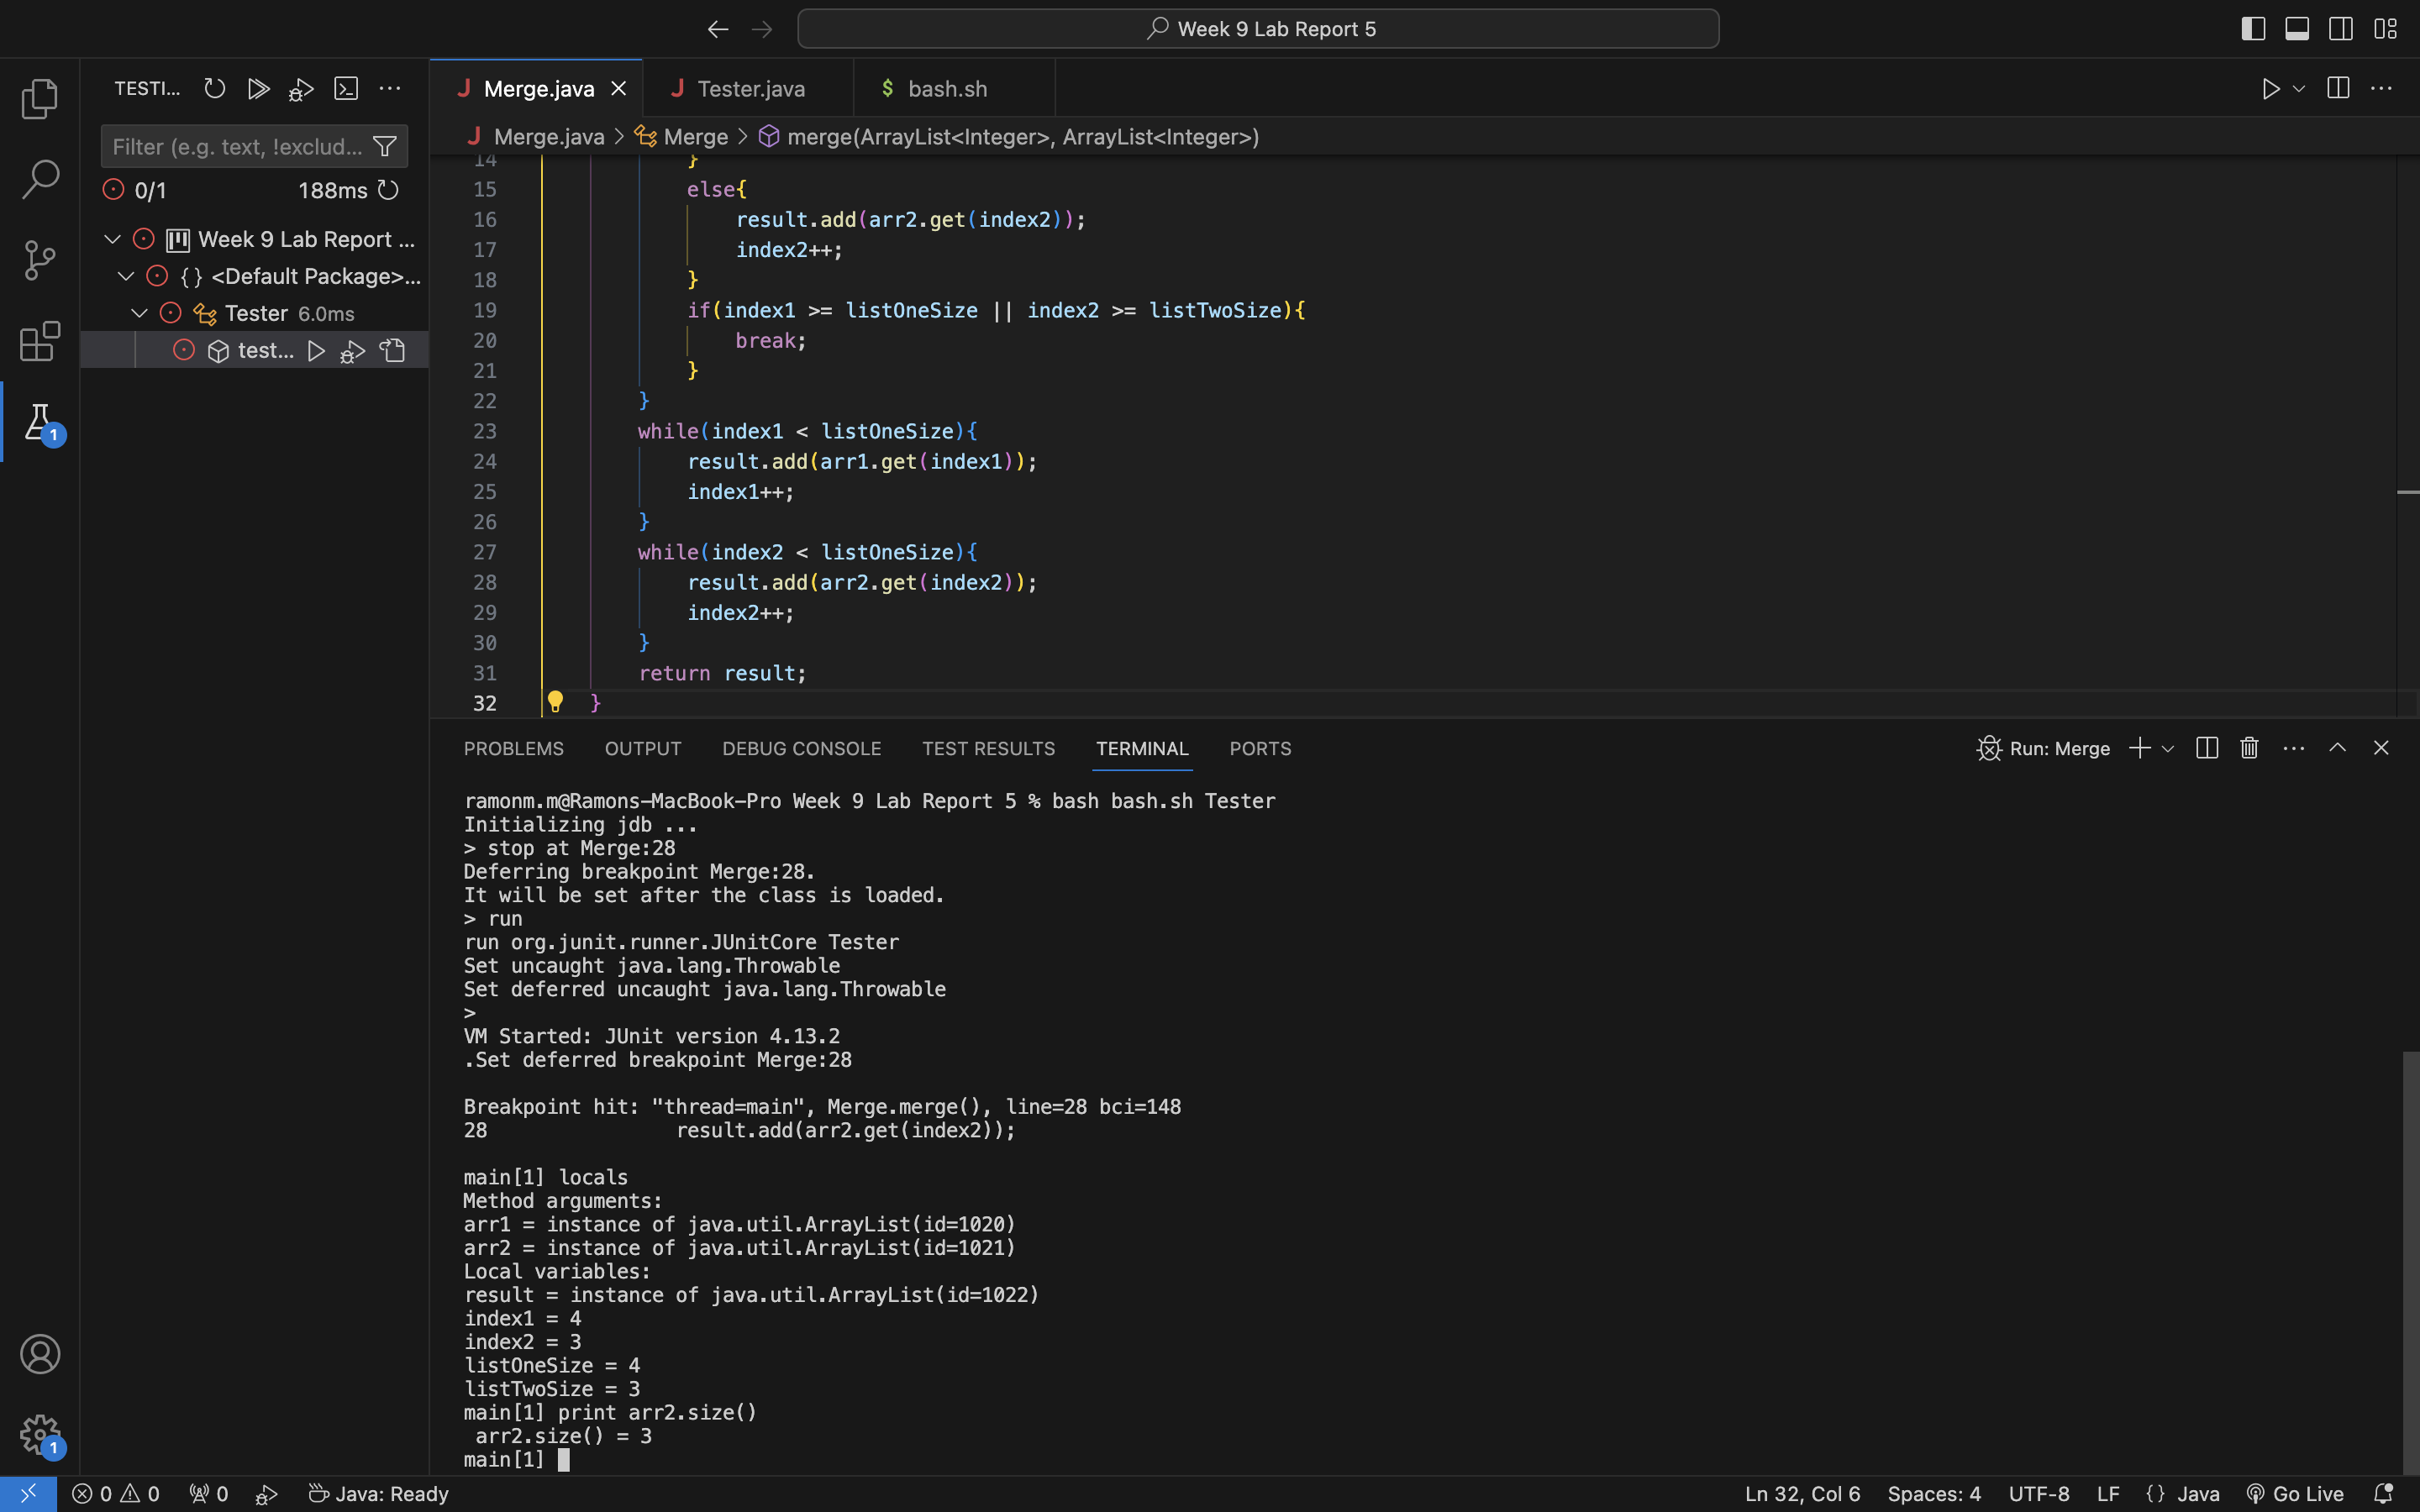 Week 9 Lab Report 5
TESTI...
Merge.java
Tester.java
$ bash.sh
Filter (e.g. text, !exclud...
Merge.java > Merge > merge(ArrayList<Integer>, ArrayList<Integer>)
0/1 188ms
Week 9 Lab Report ...
{} <Default Package>...
Tester 6.0ms
test...
1
14 }
15 else{
16 result.add(arr2.get(index2));
17 index2++;
18 }
19 if(index1 >= listOneSize || index2 >= listTwoSize){
20 break;
21 }
22 }
23 while(index1 < listOneSize){
24 result.add(arr1.get(index1));
25 index1++;
26 }
27 while(index2 < listOneSize){
28 result.add(arr2.get(index2));
29 index2++;
30 }
31 return result;
32 }
PROBLEMS OUTPUT DEBUG CONSOLE TEST RESULTS TERMINAL PORTS
Run: Merge
ramonm.m@Ramons-MacBook-Pro Week 9 Lab Report 5 % bash bash.sh Tester
Initializing jdb ...
> stop at Merge:28
Deferring breakpoint Merge:28.
It will be set after the class is loaded.
> run
run org.junit.runner.JUnitCore Tester
Set uncaught java.lang.Throwable
Set deferred uncaught java.lang.Throwable
>
VM Started: JUnit version 4.13.2
.Set deferred breakpoint Merge:28
Breakpoint hit: "thread=main", Merge.merge(), line=28 bci=148
28 result.add(arr2.get(index2));
main[1] locals
Method arguments:
arr1 = instance of java.util.ArrayList(id=1020)
arr2 = instance of java.util.ArrayList(id=1021)
Local variables:
result = instance of java.util.ArrayList(id=1022)
index1 = 4
index2 = 3
listOneSize = 4
listTwoSize = 3
main[1] print arr2.size()
arr2.size() = 3
main[1]
1
0 0 0 Java: Ready
Ln 32, Col 6 Spaces: 4 UTF-8 LF {} Java Go Live